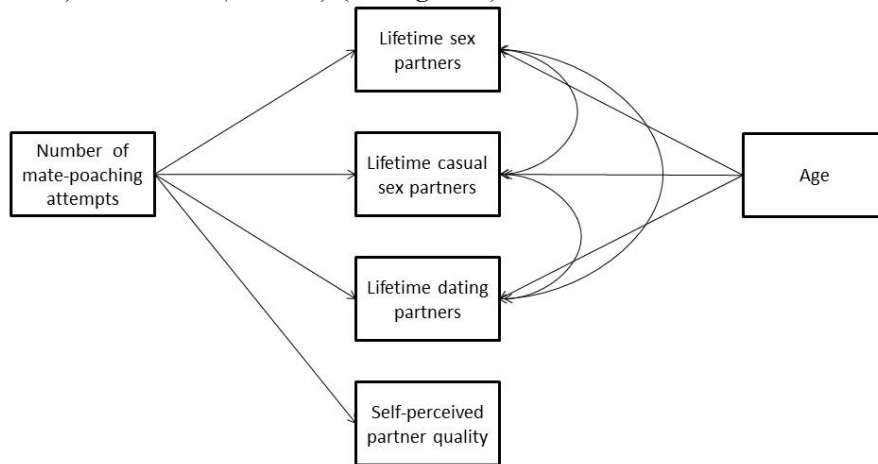 Lifetime sex
partners
Number of
mate-poaching
attempts
Lifetime casual
sex partners
Age
Lifetime dating
partners
Self-perceived
partner quality